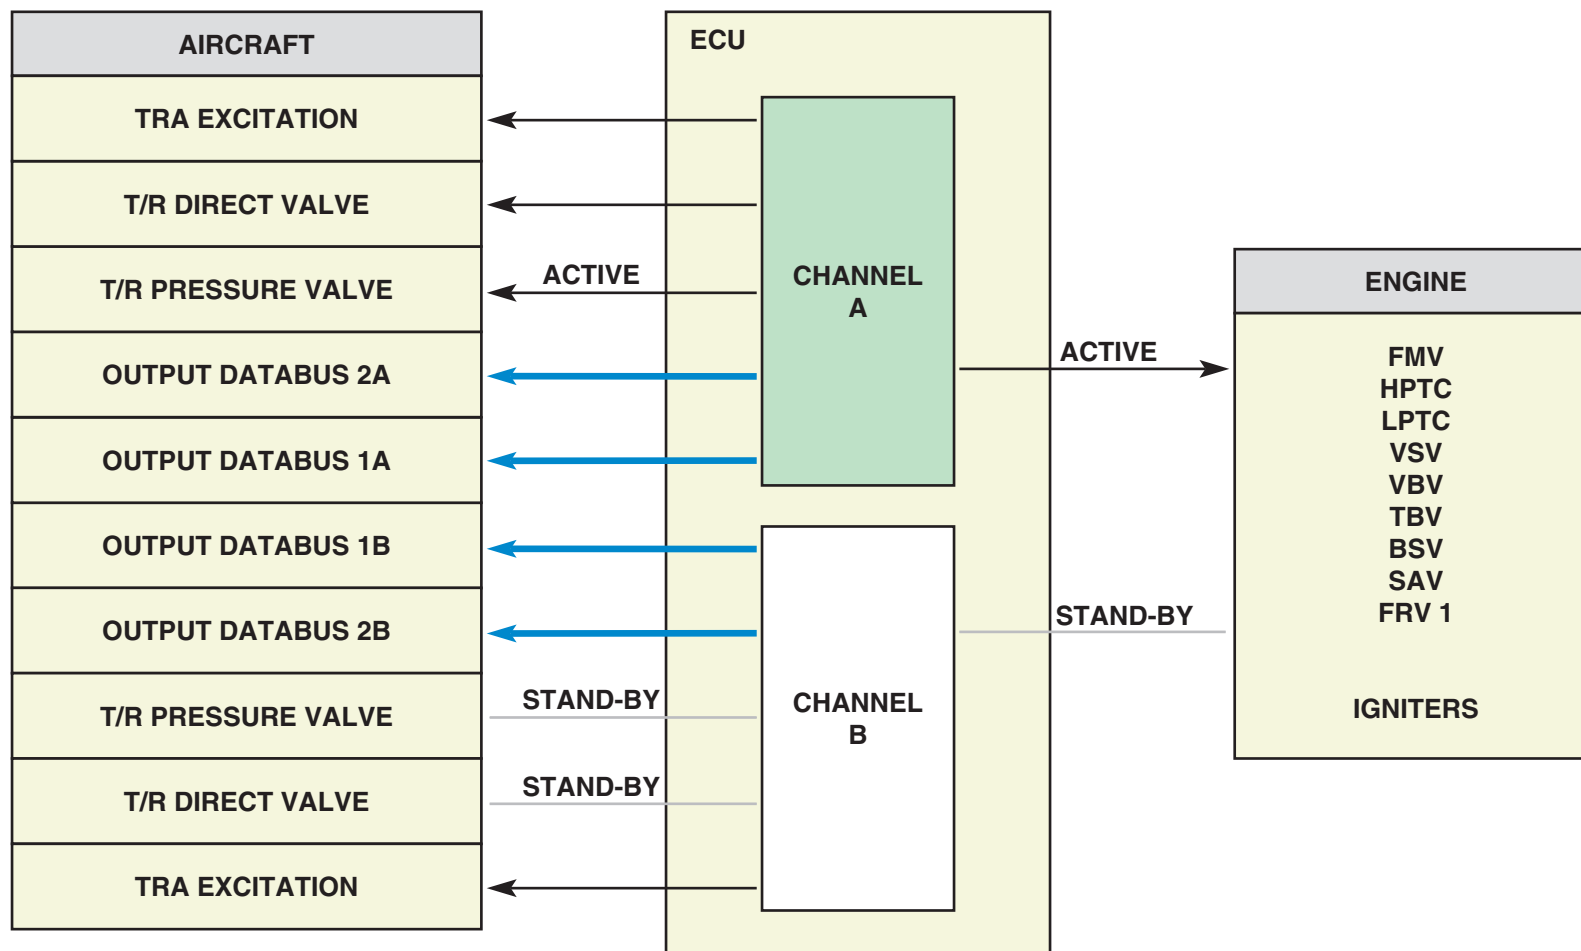 AIRCRAFT
TRA EXCITATION
T/R DIRECT VALVE
T/R PRESSURE VALVE
OUTPUT DATABUS 2A
OUTPUT DATABUS 1A
OUTPUT DATABUS 1B
OUTPUT DATABUS 2B
T/R PRESSURE VALVE
T/R DIRECT VALVE
TRA EXCITATION
ACTIVE
STAND-BY
STAND-BY
ECU
CHANNEL
A
CHANNEL
B
ACTIVE
STAND-BY
ENGINE
FMV
HPTC
LPTC
VSV
VBV
TBV
BSV
SAV
FRV 1
IGNITERS